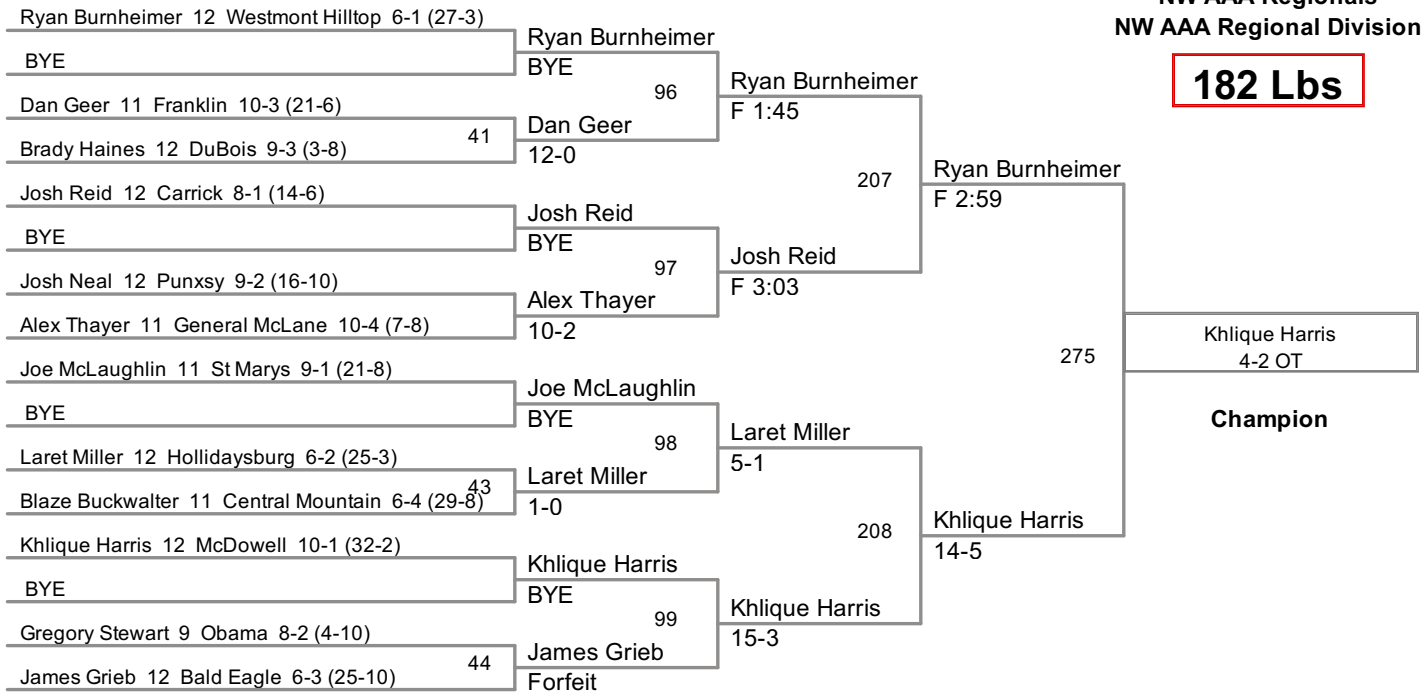 NW AAA Regionals
NW AAA Regional Division
182 Lbs
Ryan Burnheimer 12 Westmont Hilltop 6-1 (27-3)
BYE
Dan Geer 11 Franklin 10-3 (21-6)
Brady Haines 12 DuBois 9-3 (3-8)
41
Josh Reid 12 Carrick 8-1 (14-6)
BYE
Josh Neal 12 Punxsy 9-2 (16-10)
Alex Thayer 11 General McLane 10-4 (7-8)
Joe McLaughlin 11 St Marys 9-1 (21-8)
BYE
Laret Miller 12 Hollidaysburg 6-2 (25-3)
Blaze Buckwalter 11 Central Mountain 6-4 (29-8)
43
Khlique Harris 12 McDowell 10-1 (32-2)
BYE
Gregory Stewart 9 Obama 8-2 (4-10)
James Grieb 12 Bald Eagle 6-3 (25-10)
44
Ryan Burnheimer
BYE
96
Dan Geer
12-0
Josh Reid
BYE
97
Alex Thayer
10-2
Joe McLaughlin
BYE
98
Laret Miller
1-0
Khlique Harris
BYE
99
James Grieb
Forfeit
Ryan Burnheimer
F 1:45
207
Josh Reid
F 3:03
Laret Miller
5-1
208
Khlique Harris
15-3
Ryan Burnheimer
F 2:59
275
Khlique Harris
14-5
Khlique Harris
4-2 OT
Champion